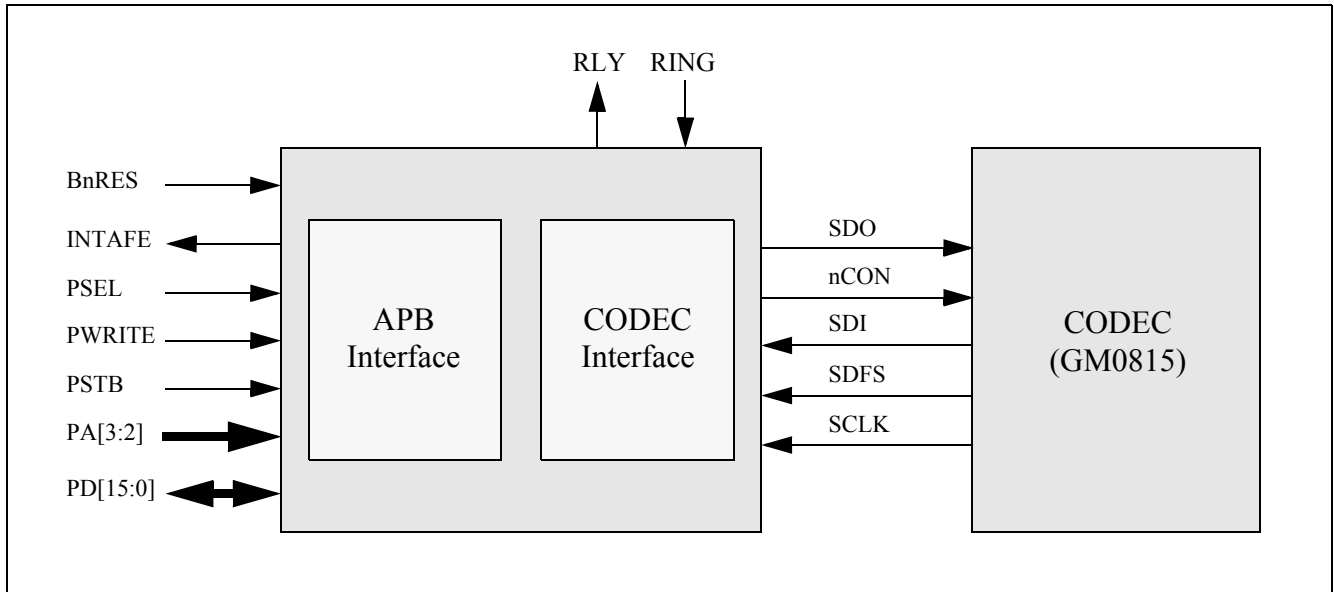 RLY RING
BnRES
INTAFE
PSEL
PWRITE
PSTB
PA[3:2]
PD[15:0]
APB
Interface
CODEC
Interface
SDO
nCON
SDI
SDFS
SCLK
CODEC
(GM0815)